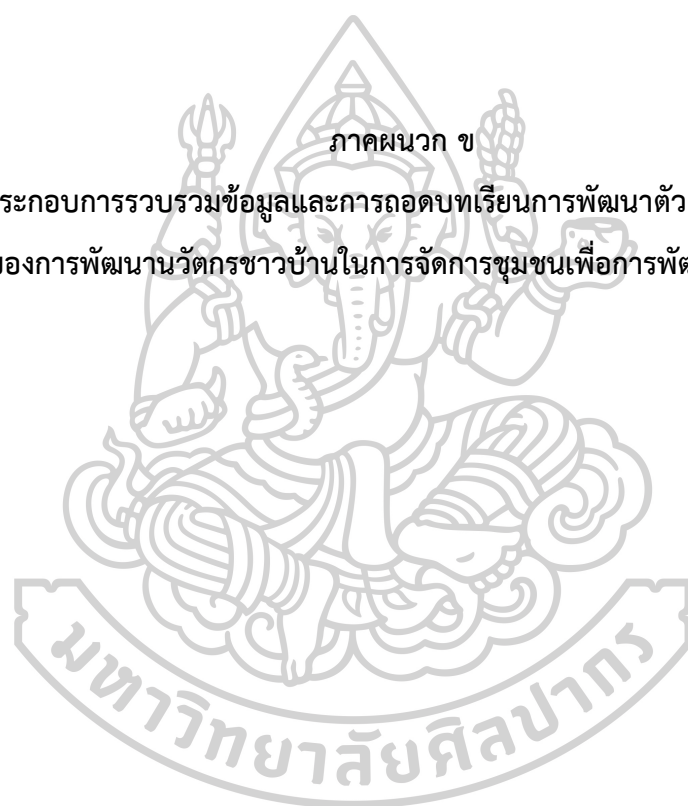 ภาคผนวก ข
ระกอบการรวบรวมข้อมูลและการถอดบทเรียนการพัฒนาตัว
ของการพัฒนานวัตกรชาวบ้านในการจัดการชุมชนเพื่อการพัฒ
มหาวิทยาลัยศิลปากร